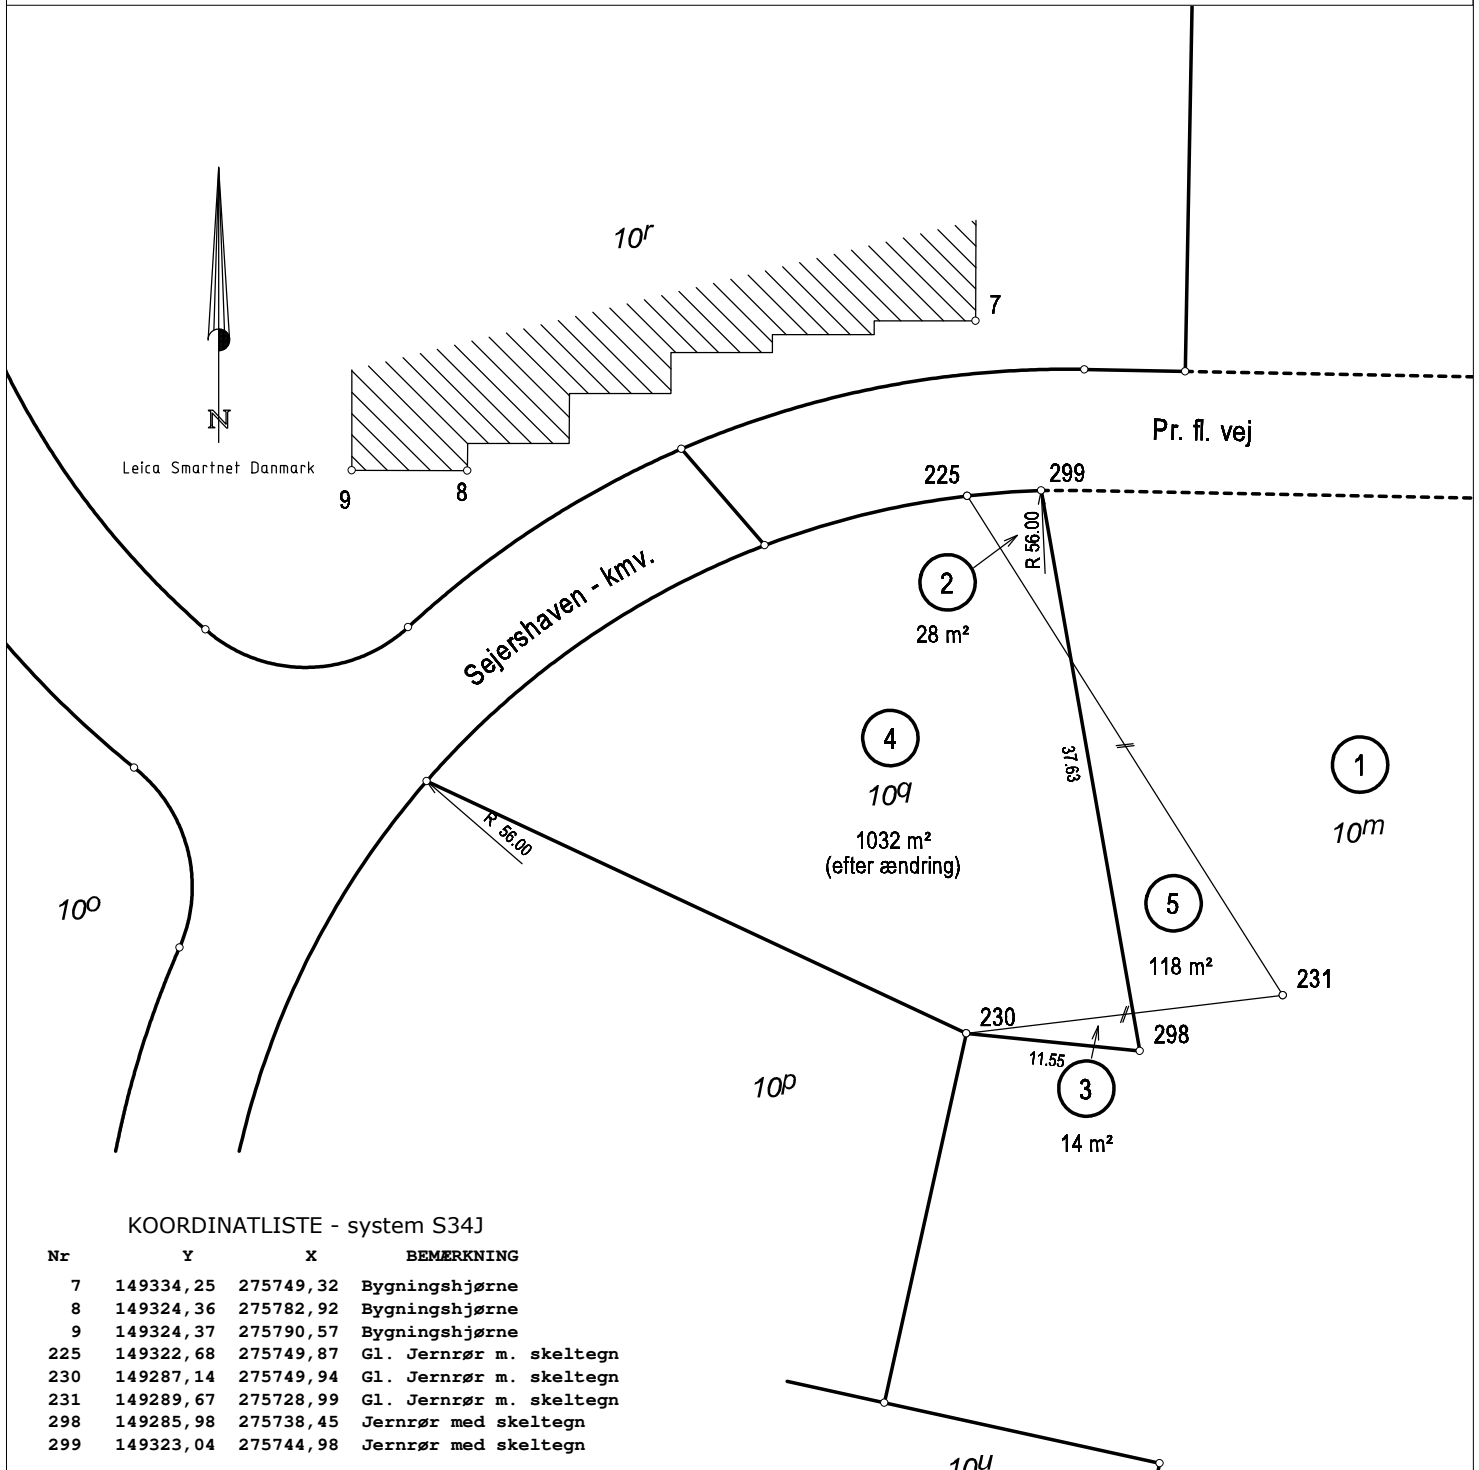 10r
7
N
Leica Smartnet Danmark
9
8
Pr. fl. vej
225
299
R 56.00
2
28 m²
Sejershaven - kmv.
4
10q
1032 m²
(efter ændring)
37.63
1
10m
R 56.00
10o
5
118 m²
231
230
298
11.55
3
14 m²
10p
KOORDINATLISTE - system S34J
Nr Y X BEMÆRKNING
7 149334,25 275749,32 Bygningshjørne
8 149324,36 275782,92 Bygningshjørne
9 149324,37 275790,57 Bygningshjørne
225 149322,68 275749,87 Gl. Jernrør m. skeltegn
230 149287,14 275749,94 Gl. Jernrør m. skeltegn
231 149289,67 275728,99 Gl. Jernrør m. skeltegn
298 149285,98 275738,45 Jernrør med skeltegn
299 149323,04 275744,98 Jernrør med skeltegn
10u